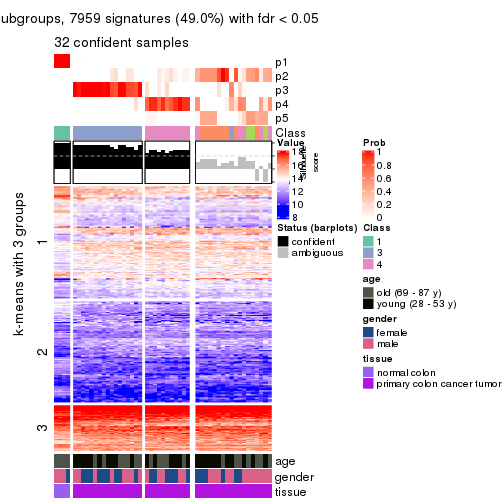 ubgroups, 7959 signatures (49.0%) with fdr < 0.05
32 confident samples
p1
p2
p3
p4
p5
Class
silhouette
score
k-means with 3 groups
1
2
3
age
gender
tissue
Value
18
16
14
12
10
8
Status (barplots)
confident
ambiguous
Prob
1
0.8
0.6
0.4
0.2
0
Class
1
3
4
age
old (69 - 87 y)
young (28 - 53 y)
gender
female
male
tissue
normal colon
primary colon cancer tumor